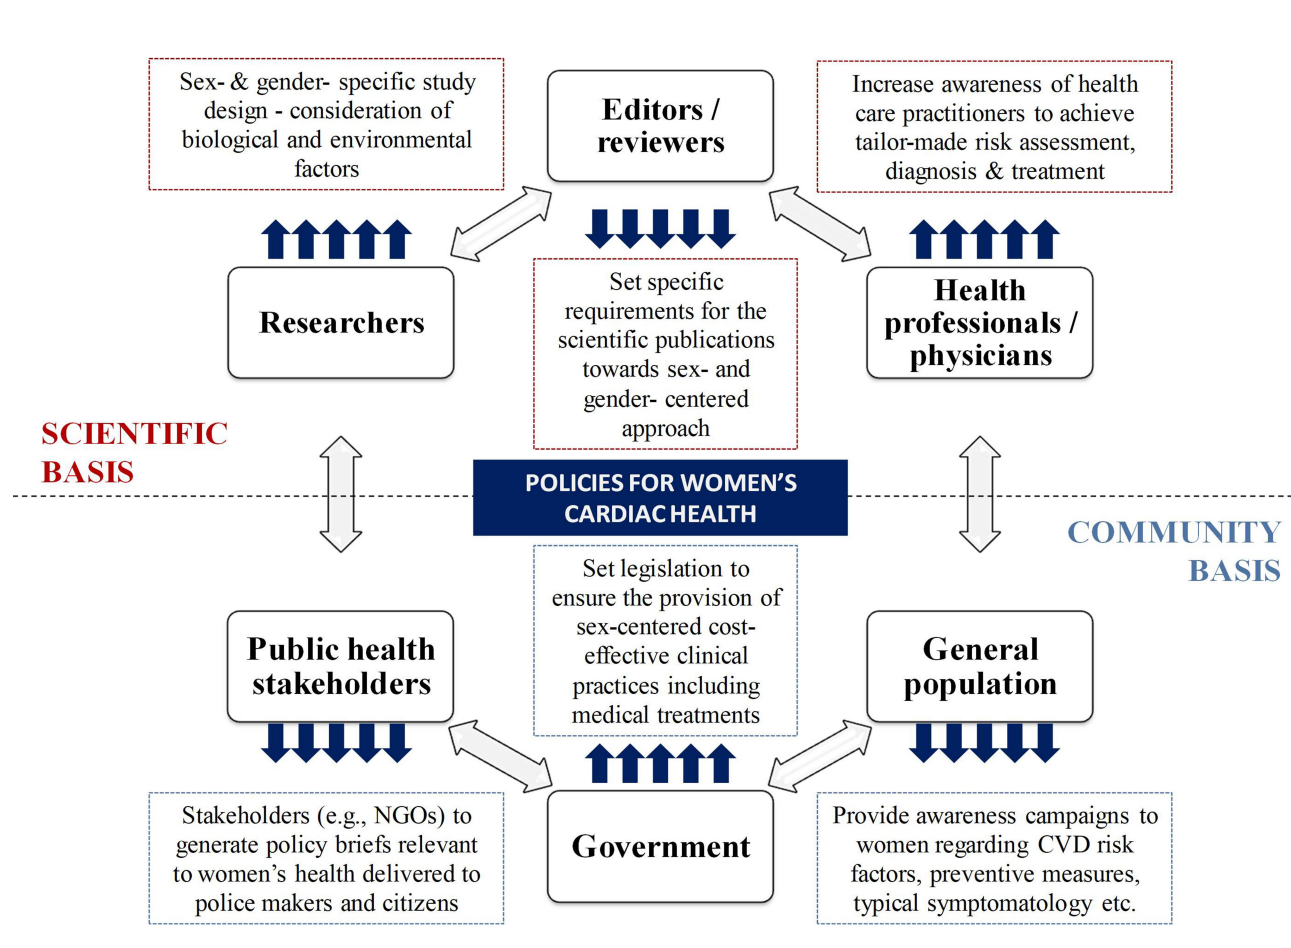 Sex- & gender- specific study
design - consideration of
biological and environmental
factors
Editors /
reviewers
Increase awareness of health
care practitioners to achieve
tailor-made risk assessment,
diagnosis & treatment
Researchers
Set specific
requirements for the
scientific publications
towards sex- and
gender- centered
approach
Health
professionals /
physicians
SCIENTIFIC
BASIS
POLICIES FOR WOMEN’S
CARDIAC HEALTH
COMMUNITY
BASIS
Public health
stakeholders
Set legislation to
ensure the provision of
sex-centered cost-
effective clinical
practices including
medical treatments
General
population
Stakeholders (e.g., NGOs) to
generate policy briefs relevant
to women’s health delivered to
police makers and citizens
Government
Provide awareness campaigns to
women regarding CVD risk
factors, preventive measures,
typical symptomatology etc.